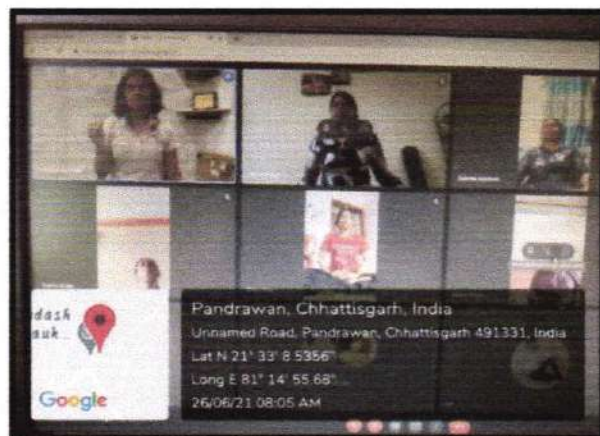 dash
auk
Google
Pandrawan, Chhattisgarh, India
Unnamed Road, Pandrawan, Chhattisgarh 491331, India
Lat N 21° 33' 8.5356"
Long E 81° 14' 55.68"
26/06/21 08:05 AM